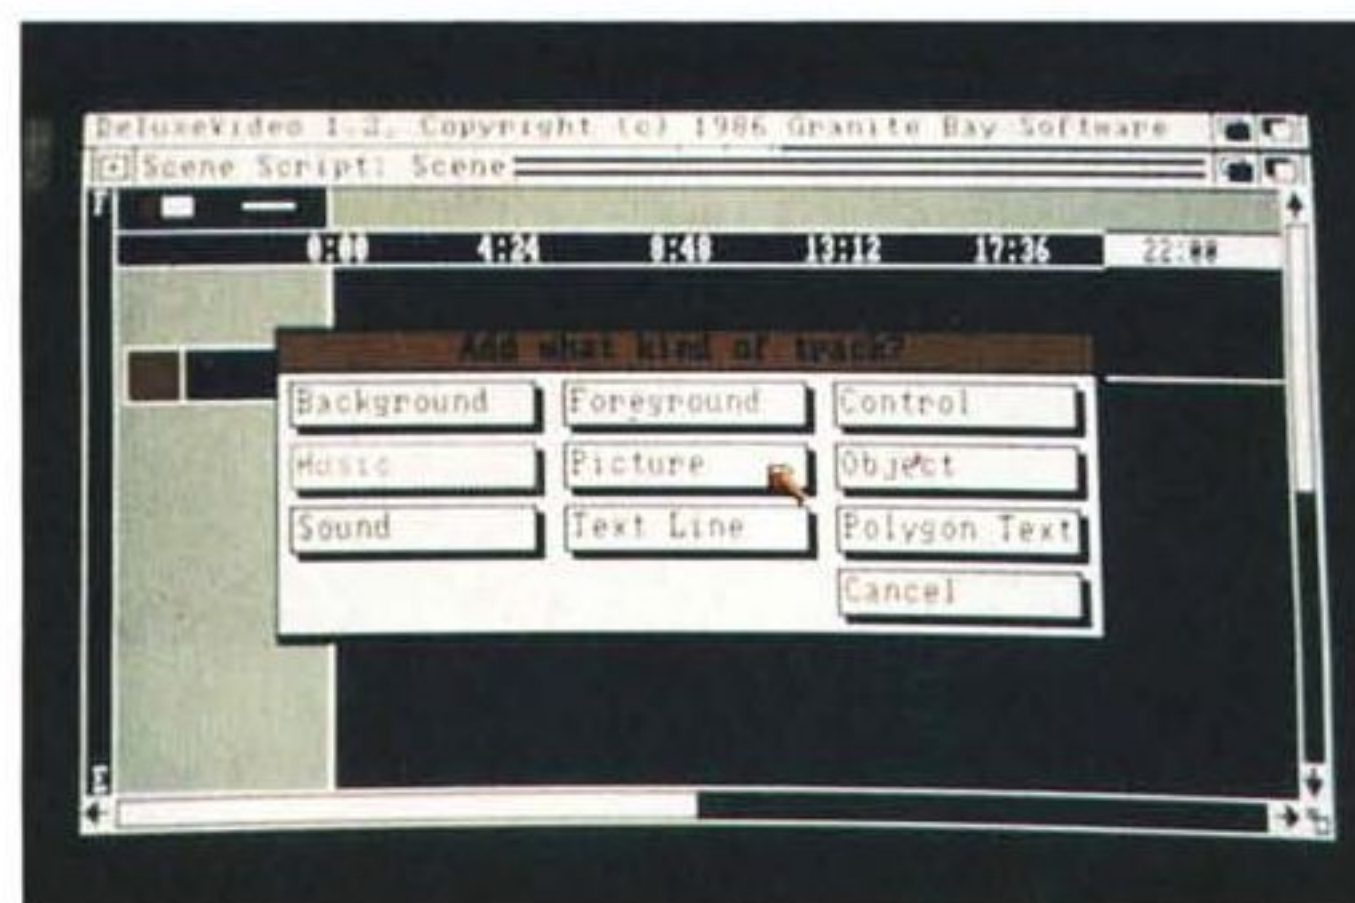 DeluxeVideo 1.2, Copyright (c) 1986 Granite Bay Software
Scene Script: Scene
0:00 4:24 8:48 13:12 17:36 22:00
Add what kind of track?
Background Foreground Control
Music Picture Object
Sound Text Line Polygon Text
Cancel